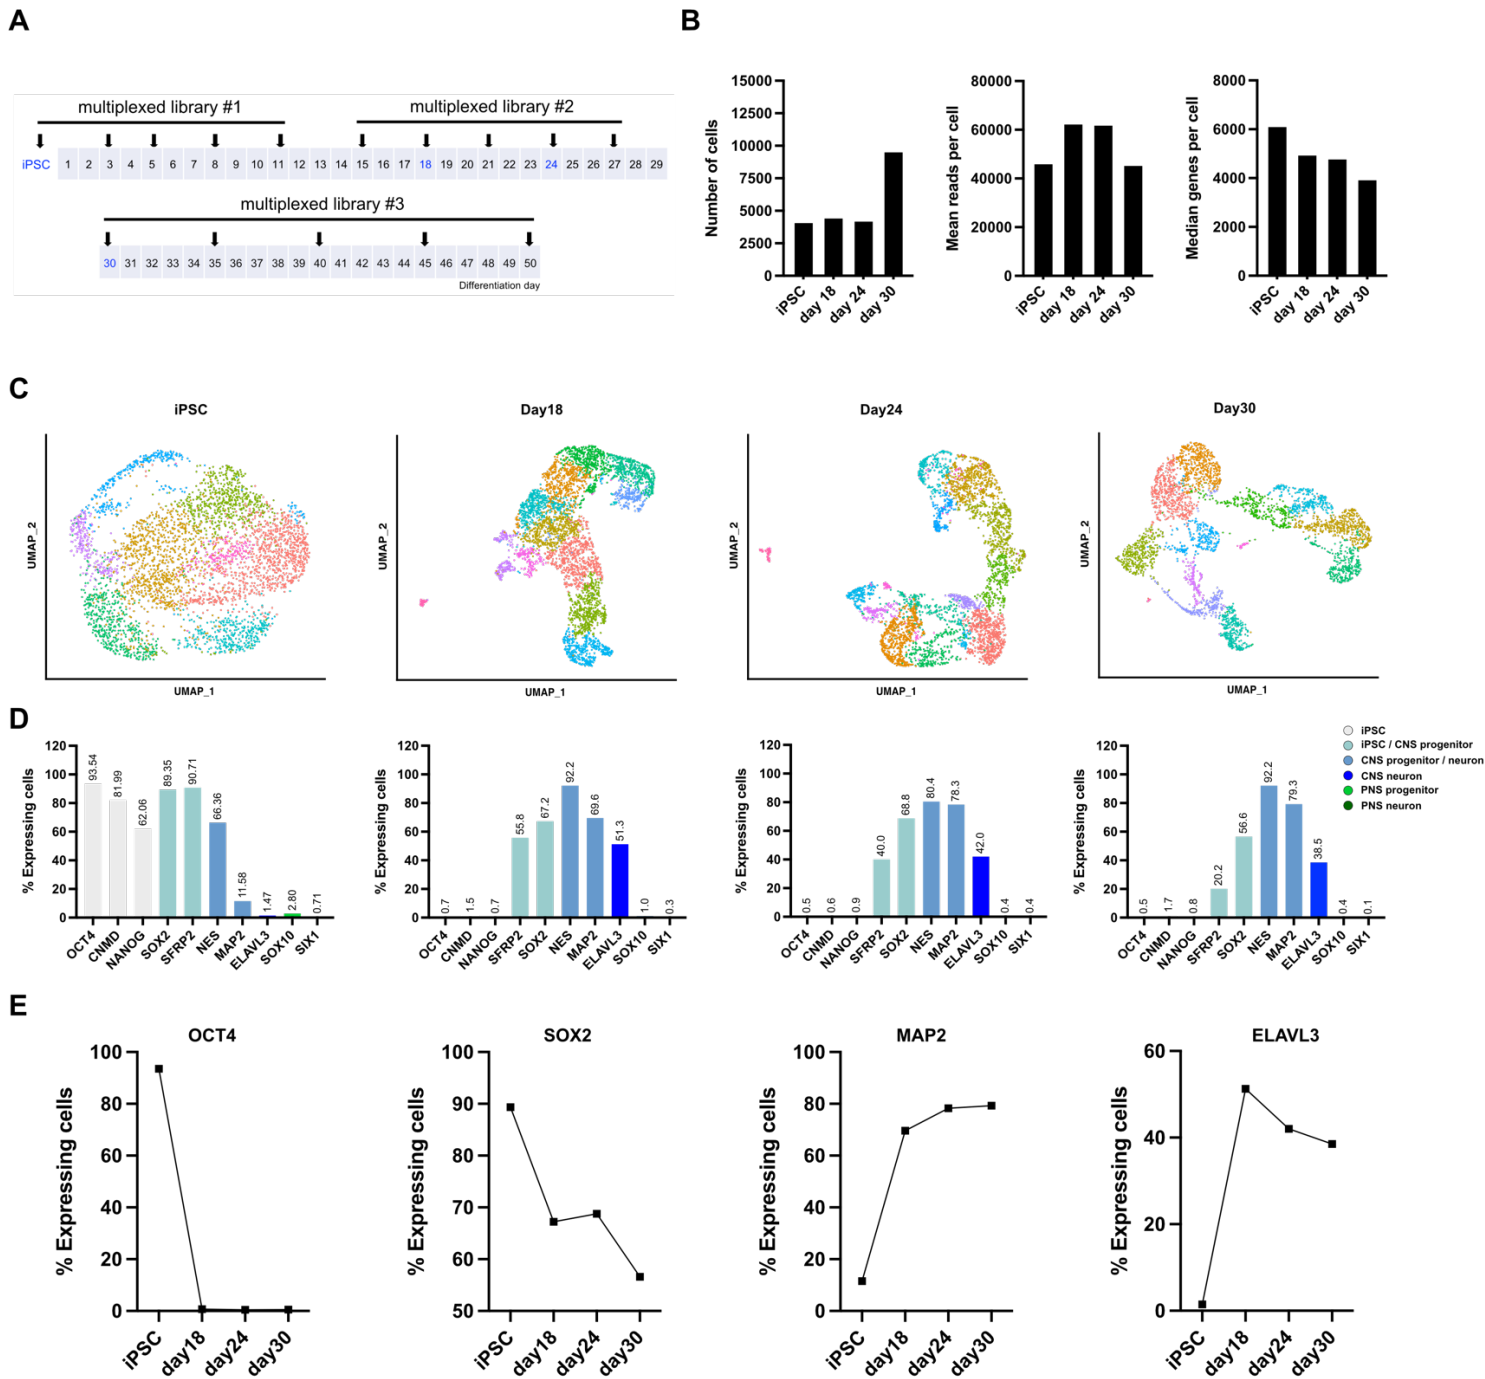 A
multiplexed library #1
multiplexed library #2
iPSC 1 2 3 4 5 6 7 8 9 10 11 12 13 14 15 16 17 18 19 20 21 22 23 24 25 26 27 28 29
multiplexed library #3
30 31 32 33 34 35 36 37 38 39 40 41 42 43 44 45 46 47 48 49 50
Differentiation day
B
Number of cells
15000
12500
10000
7500
5000
2500
0
iPSC day 18 day 24 day 30
Mean reads per cell
80000
60000
40000
20000
0
iPSC day 18 day 24 day 30
Median genes per cell
8000
6000
4000
2000
0
iPSC day 18 day 24 day 30
C
iPSC
UMAP_2
UMAP_1
Day18
UMAP_2
UMAP_1
Day24
UMAP_2
UMAP_1
Day30
UMAP_2
UMAP_1
D
% Expressing cells
120
100
80
60
40
20
0
93.54 81.99 62.06 89.35 90.71 66.36 11.58 1.47 2.80 0.71
OCT4 CNMD NANOG SOX2 SFRP2 NES MAP2 ELAVL3 SOX10 SIX1
% Expressing cells
120
100
80
60
40
20
0
0.7 1.5 0.7 55.8 67.2 92.2 69.6 51.3 1.0 0.3
OCT4 CNMD NANOG SFRP2 SOX2 NES MAP2 ELAVL3 SOX10 SIX1
% Expressing cells
120
100
80
60
40
20
0
0.5 0.6 0.9 40.0 68.8 80.4 78.3 42.0 0.4 0.4
OCT4 CNMD NANOG SFRP2 SOX2 NES MAP2 ELAVL3 SOX10 SIX1
% Expressing cells
120
100
80
60
40
20
0
0.5 1.7 0.8 20.2 56.6 92.2 79.3 38.5 0.4 0.1
OCT4 CNMD NANOG SFRP2 SOX2 NES MAP2 ELAVL3 SOX10 SIX1
iPSC
iPSC / CNS progenitor
CNS progenitor / neuron
CNS neuron
PNS progenitor
PNS neuron
E
OCT4
% Expressing cells
100
80
60
40
20
0
iPSC day18 day24 day30
SOX2
% Expressing cells
100
90
80
70
60
50
iPSC day18 day24 day30
MAP2
% Expressing cells
100
80
60
40
20
0
iPSC day18 day24 day30
ELAVL3
% Expressing cells
60
40
20
0
iPSC day18 day24 day30